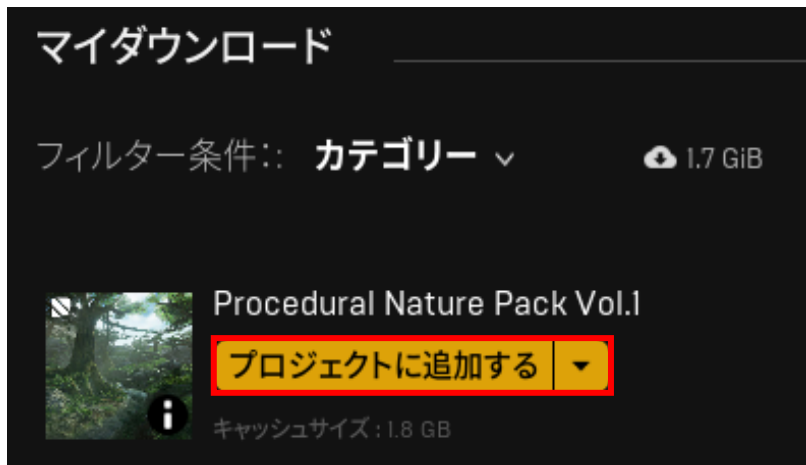 マイダウンロード
フィルター条件:: カテゴリー 1.7 GiB
Procedural Nature Pack Vol.1
プロジェクトに追加する
キャッシュサイズ : 1.8 GB